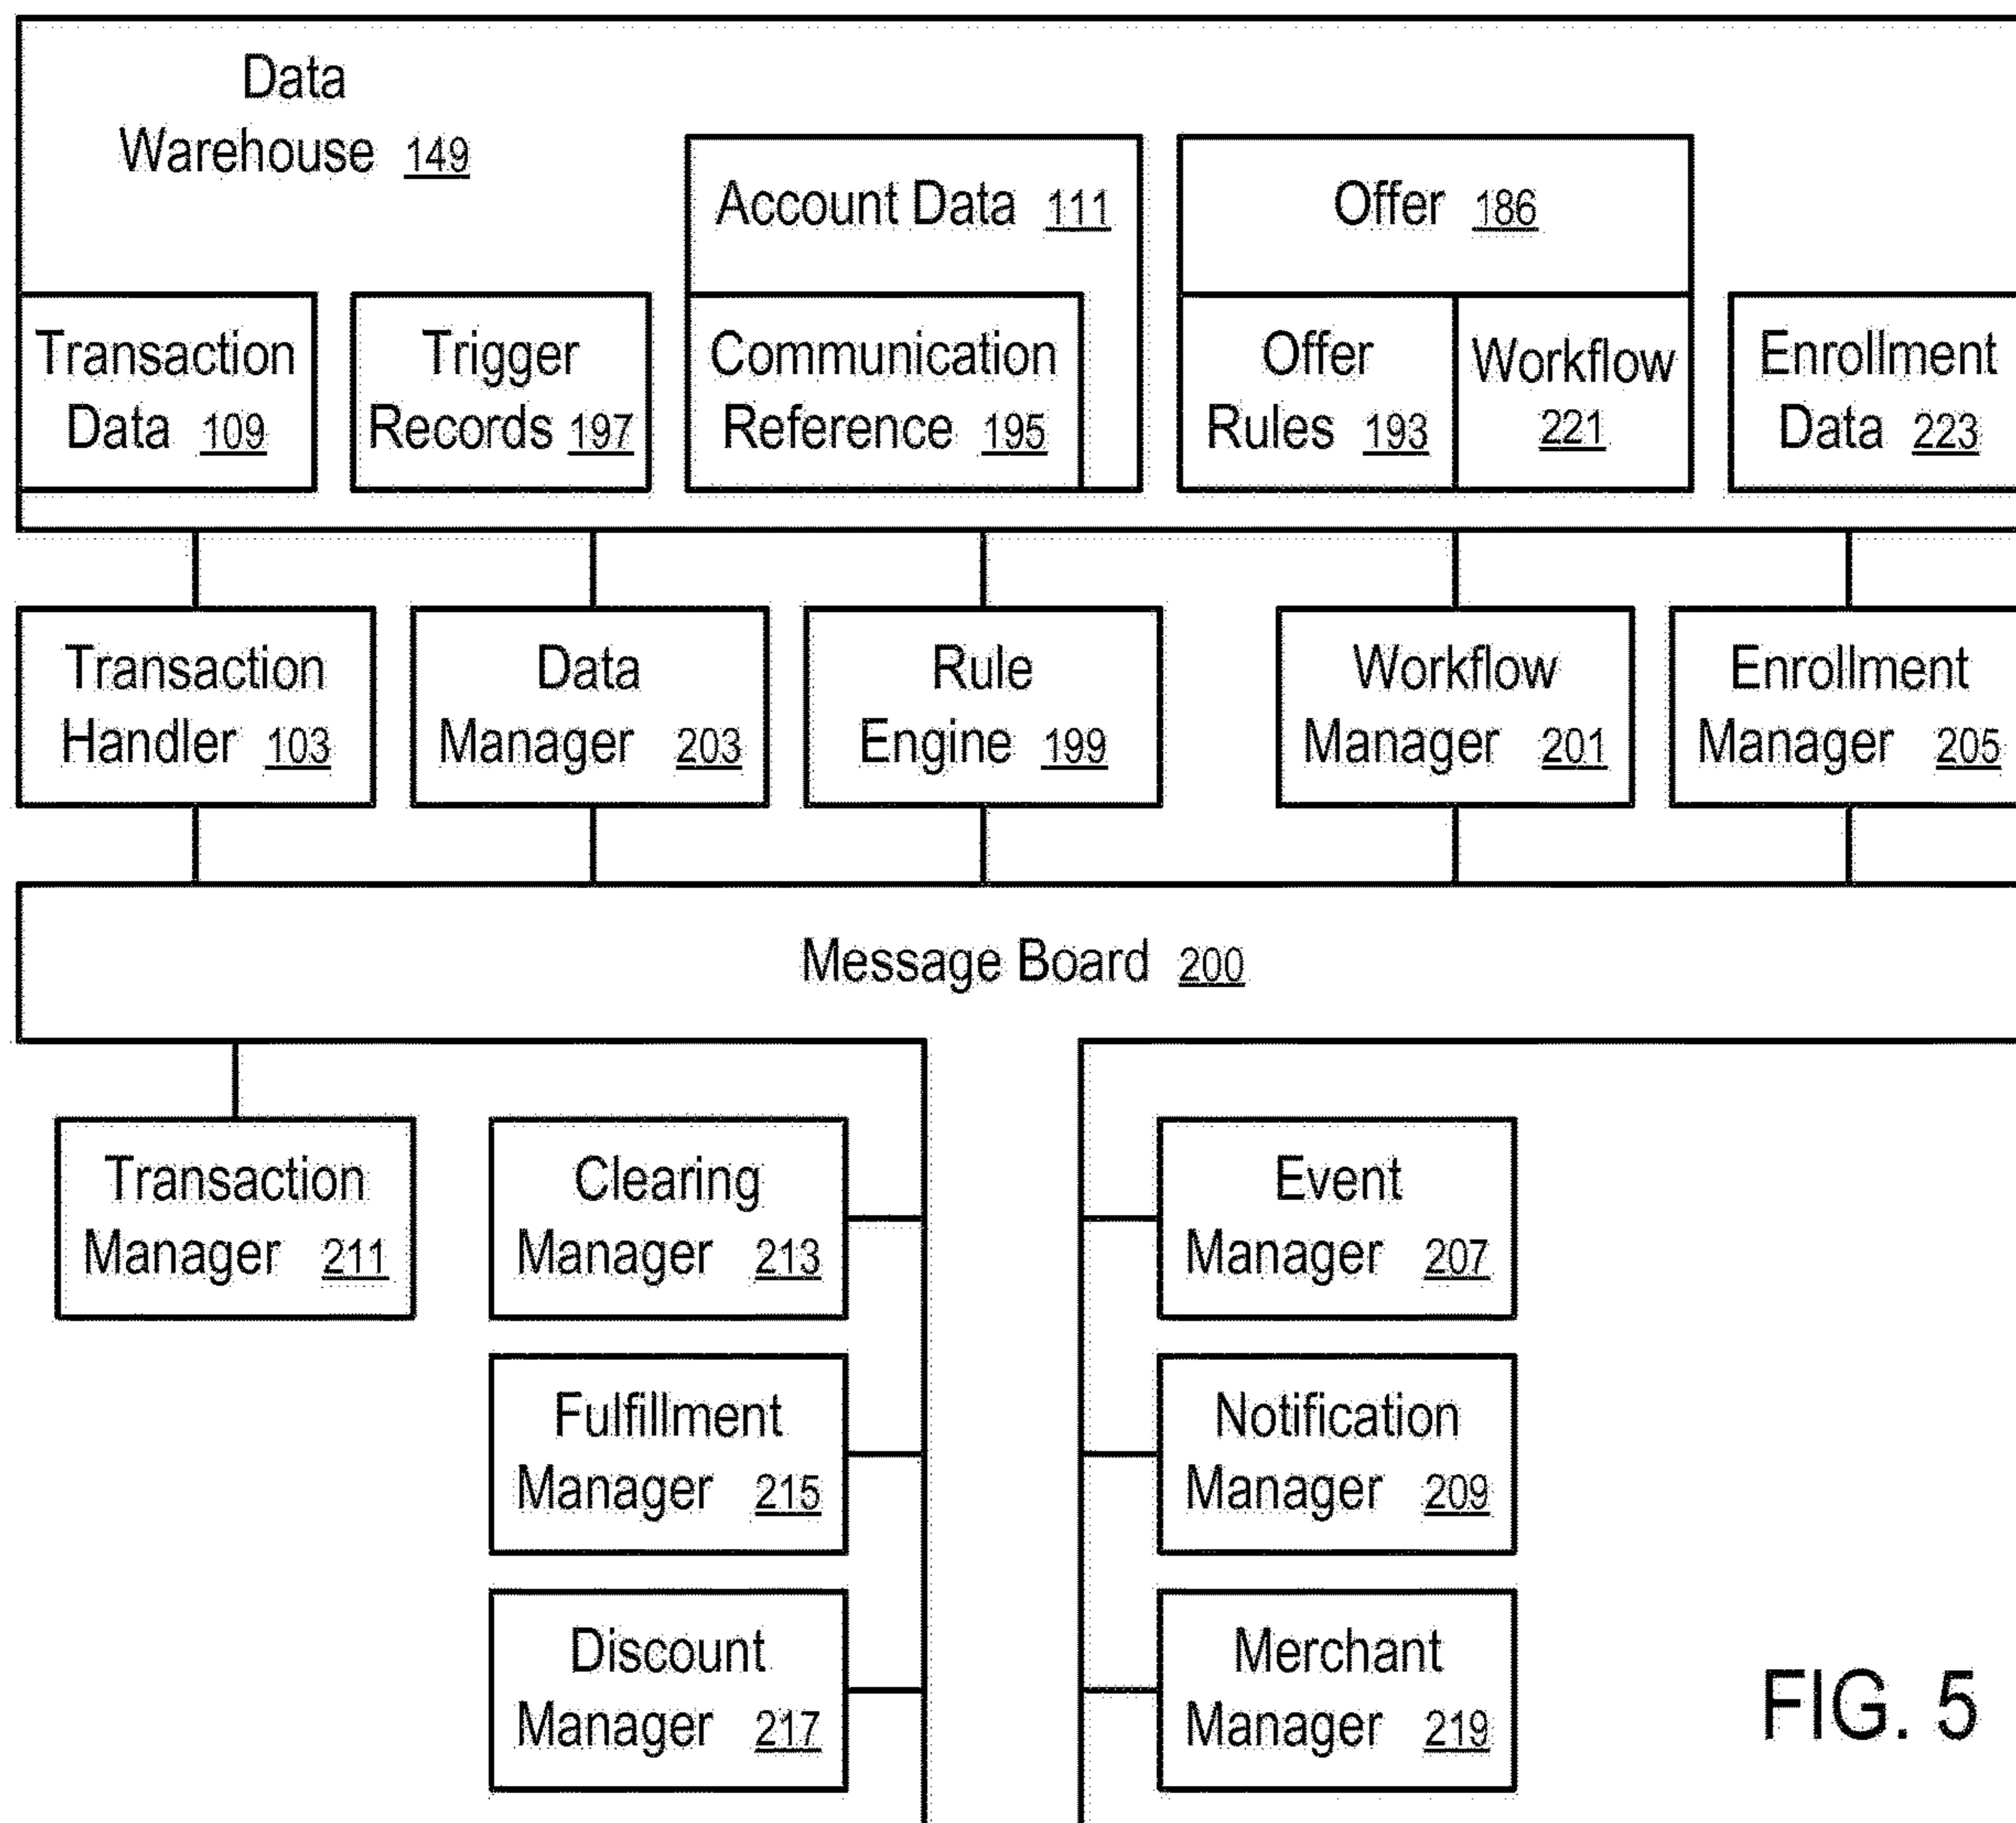 Data
Warehouse 149
Account Data 111
Offer 186
Transaction
Data 109
Trigger
Records 197
Communication
Reference 195
Offer
Rules 193
Workflow
221
Enrollment
Data 223
Transaction
Handler 103
Data
Manager 203
Rule
Engine 199
Workflow
Manager 201
Enrollment
Manager 205
Message Board 200
Transaction
Manager 211
Clearing
Manager 213
Event
Manager 207
Fulfillment
Manager 215
Notification
Manager 209
Discount
Manager 217
Merchant
Manager 219
FIG. 5